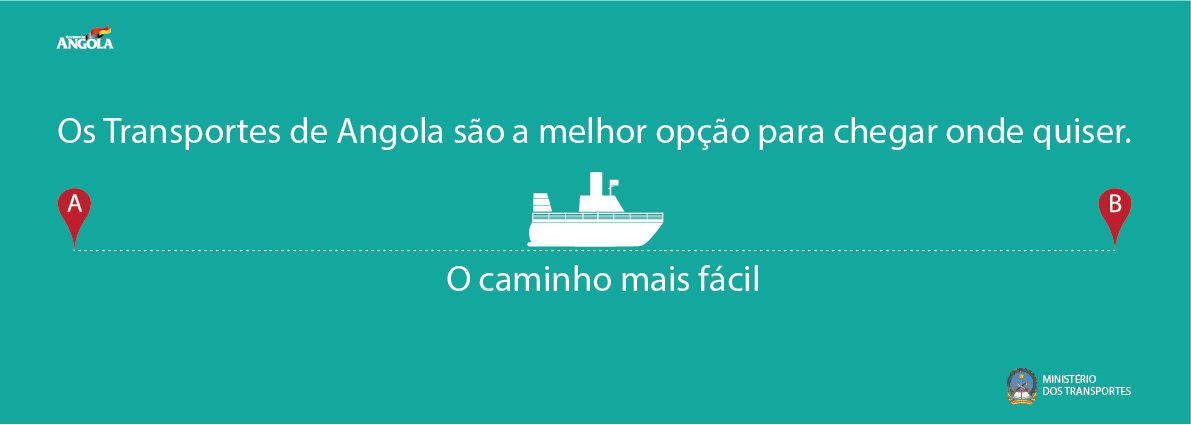 ANGOLA
Os Transportes de Angola são a melhor opção para chegar onde quiser.
A
B
O caminho mais fácil
MINISTÉRIO
DOS TRANSPORTES